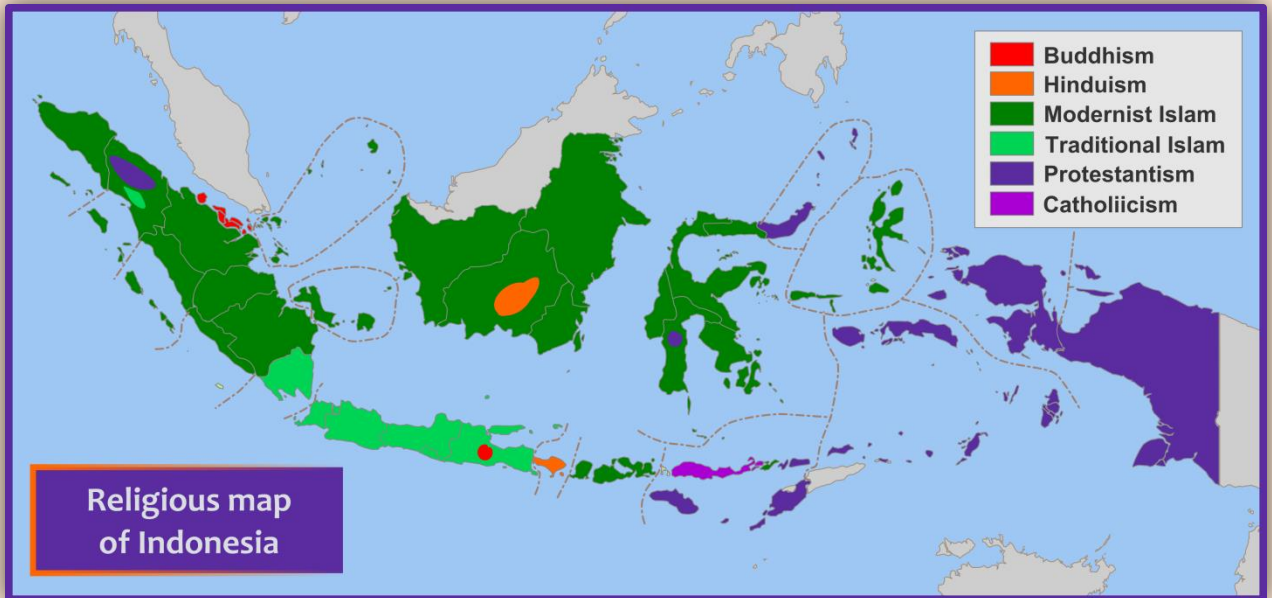 Buddhism
Hinduism
Modernist Islam
Traditional Islam
Protestantism
Catholiicism
Religious map
of Indonesia